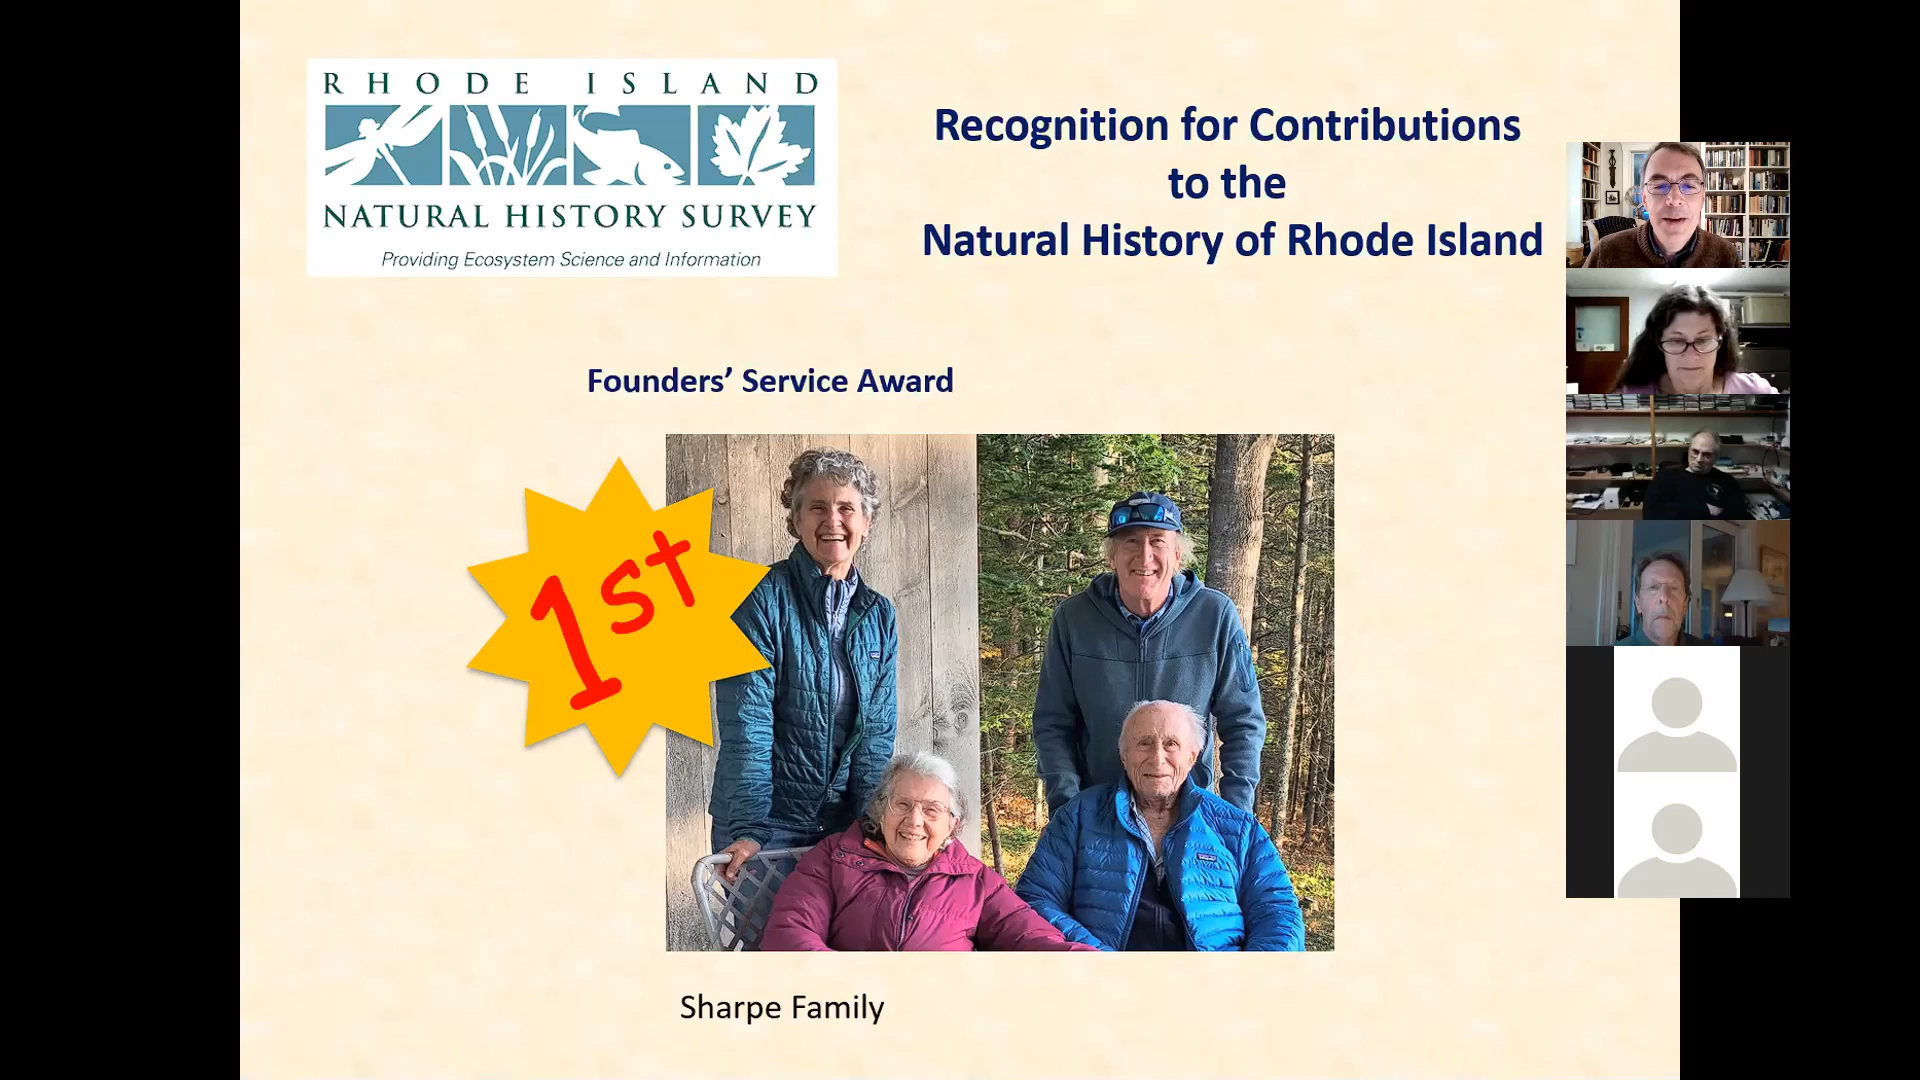 RHODE ISLAND
NATURAL HISTORY SURVEY
Providing Ecosystem Science and Information
Recognition for Contributions
to the
Natural History of Rhode Island
Founders’ Service Award
1st
Sharpe Family